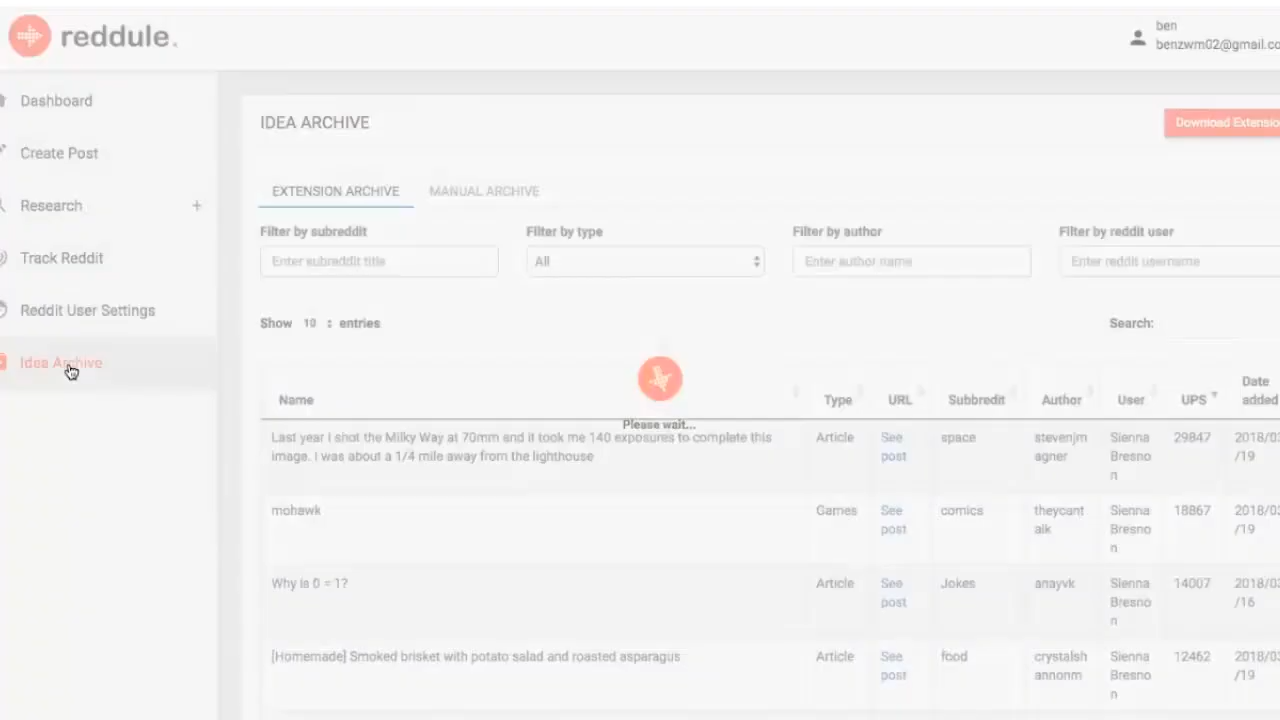 reddule.
ben
benzwm02@gmail.co
Dashboard
Create Post
Research +
Track Reddit
Reddit User Settings
Idea Archive
IDEA ARCHIVE
Download Extensio
EXTENSION ARCHIVE MANUAL ARCHIVE
Filter by subreddit Filter by type Filter by author Filter by reddit user
Enter subreddit title All Enter author name Enter reddit username
Show 10 entries Search:
Please wait...
Name Type URL Subbredit Author User UPS Date
added
Last year I shot the Milky Way at 70mm and it took me 140 exposures to complete this Article See space stevenjm Sienna 29847 2018/03
image. I was about a 1/4 mile away from the lighthouse post agner Bresno /19
n
mohawk Games See comics theycant Sienna 18867 2018/03
post alk Bresno /19
n
Why is 0 = 1? Article See Jokes anayvk Sienna 14007 2018/03
post Bresno /16
n
[Homemade] Smoked brisket with potato salad and roasted asparagus Article See food crystalsh Sienna 12462 2018/03
post annonm Bresno /19
n